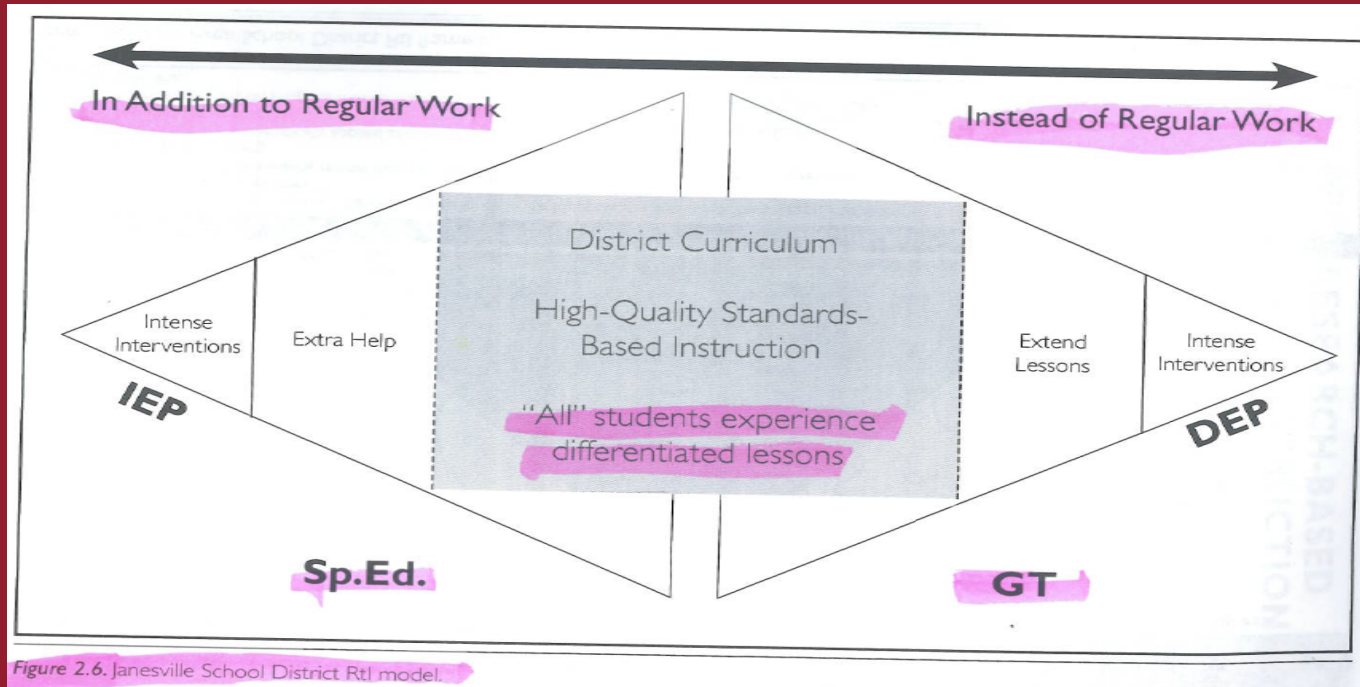 In Addition to Regular Work
Instead of Regular Work
District Curriculum
High-Quality Standards-
Based Instruction
"All" students experience
differentiated lessons
Intense
Interventions
Extra Help
Extend
Lessons
Intense
Interventions
IEP
DEP
Sp.Ed.
GT
Figure 2.6. Janesville School District RtI model.